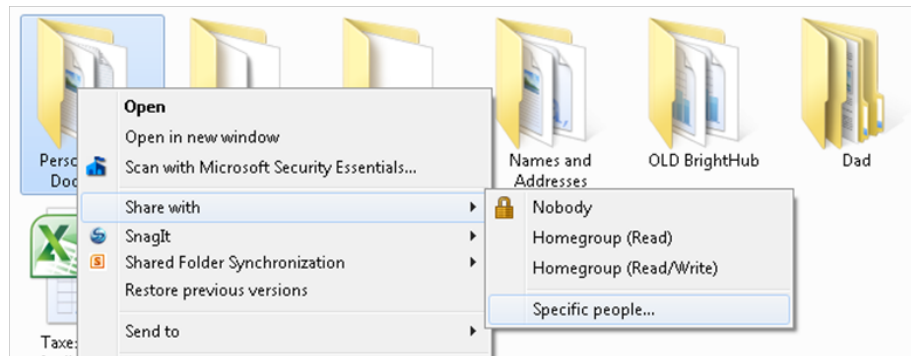 Open
Open in new window
Scan with Microsoft Security Essentials...
Share with
SnagIt
Shared Folder Synchronization
Restore previous versions
Send to
Nobody
Homegroup (Read)
Homegroup (Read/Write)
Specific people...
Names and
Addresses
OLD BrightHub
Dad